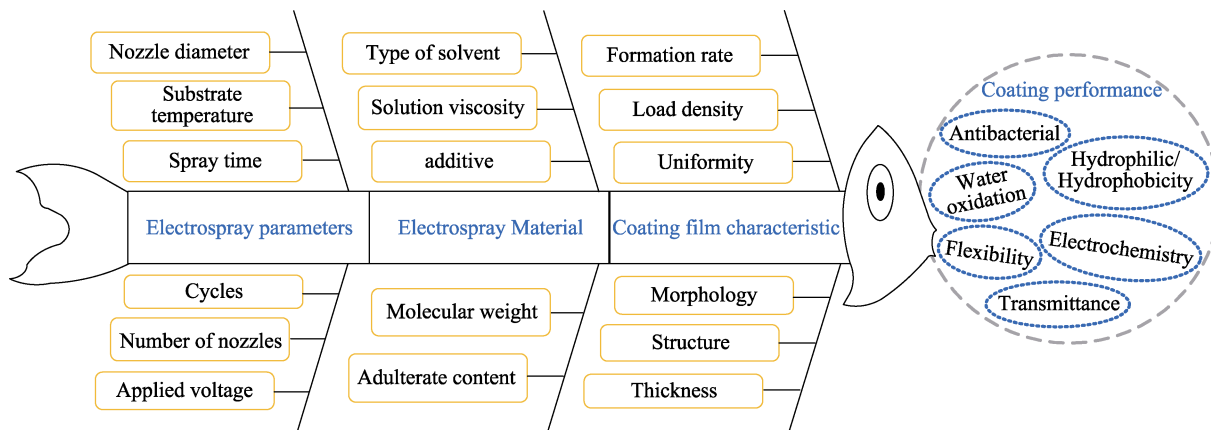 Nozzle diameter
Substrate
temperature
Spray time
Type of solvent
Solution viscosity
additive
Formation rate
Load density
Uniformity
Electrospray parameters
Electrospray Material
Coating film characteristic
Cycles
Number of nozzles
Applied voltage
Molecular weight
Adulterate content
Morphology
Structure
Thickness
Coating performance
Antibacterial
Hydrophilic/
Hydrophobicity
Water
oxidation
Flexibility
Electrochemistry
Transmittance